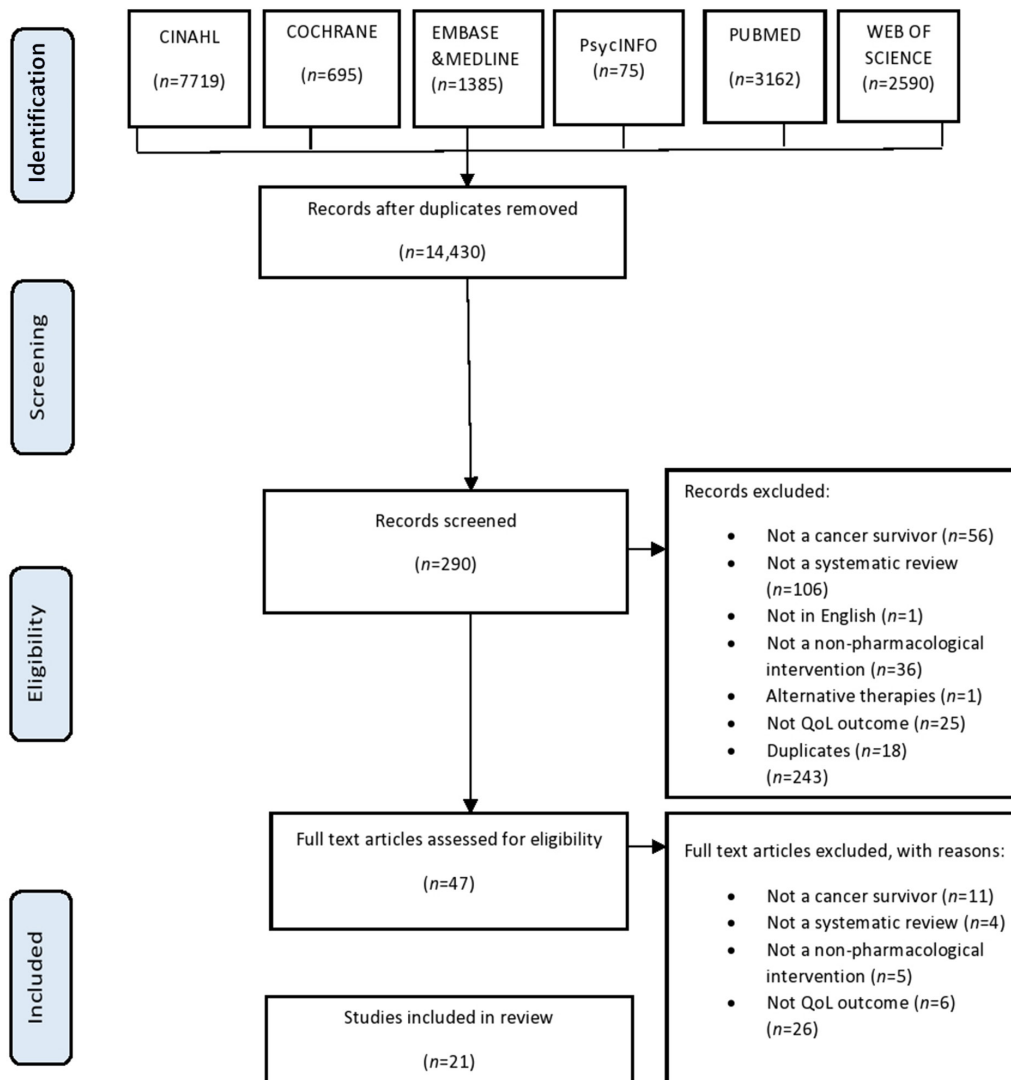 Identification
CINAHL
(n=7719)
COCHRANE
(n=695)
EMBASE
&MEDLINE
(n=1385)
PsycINFO
(n=75)
PUBMED
(n=3162)
WEB OF
SCIENCE
(n=2590)
Records after duplicates removed
(n=14,430)
Screening
Records screened
(n=290)
Records excluded:
• Not a cancer survivor (n=56)
• Not a systematic review
(n=106)
• Not in English (n=1)
• Not a non-pharmacological
intervention (n=36)
• Alternative therapies (n=1)
• Not QoL outcome (n=25)
• Duplicates (n=18)
(n=243)
Eligibility
Full text articles assessed for eligibility
(n=47)
Full text articles excluded, with reasons:
• Not a cancer survivor (n=11)
• Not a systematic review (n=4)
• Not a non-pharmacological
intervention (n=5)
• Not QoL outcome (n=6)
(n=26)
Included
Studies included in review
(n=21)